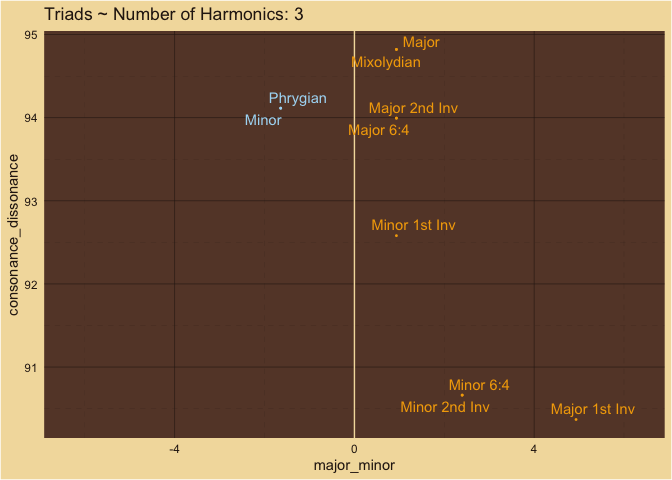 Triads ~ Number of Harmonics: 3
95
Major
Mixolydian
Phrygian
Major 2nd Inv
94
Minor
Major 6:4
consonance_dissonance
93
Minor 1st Inv
92
91
Minor 6:4
Minor 2nd Inv
Major 1st Inv
-4
0
4
major_minor